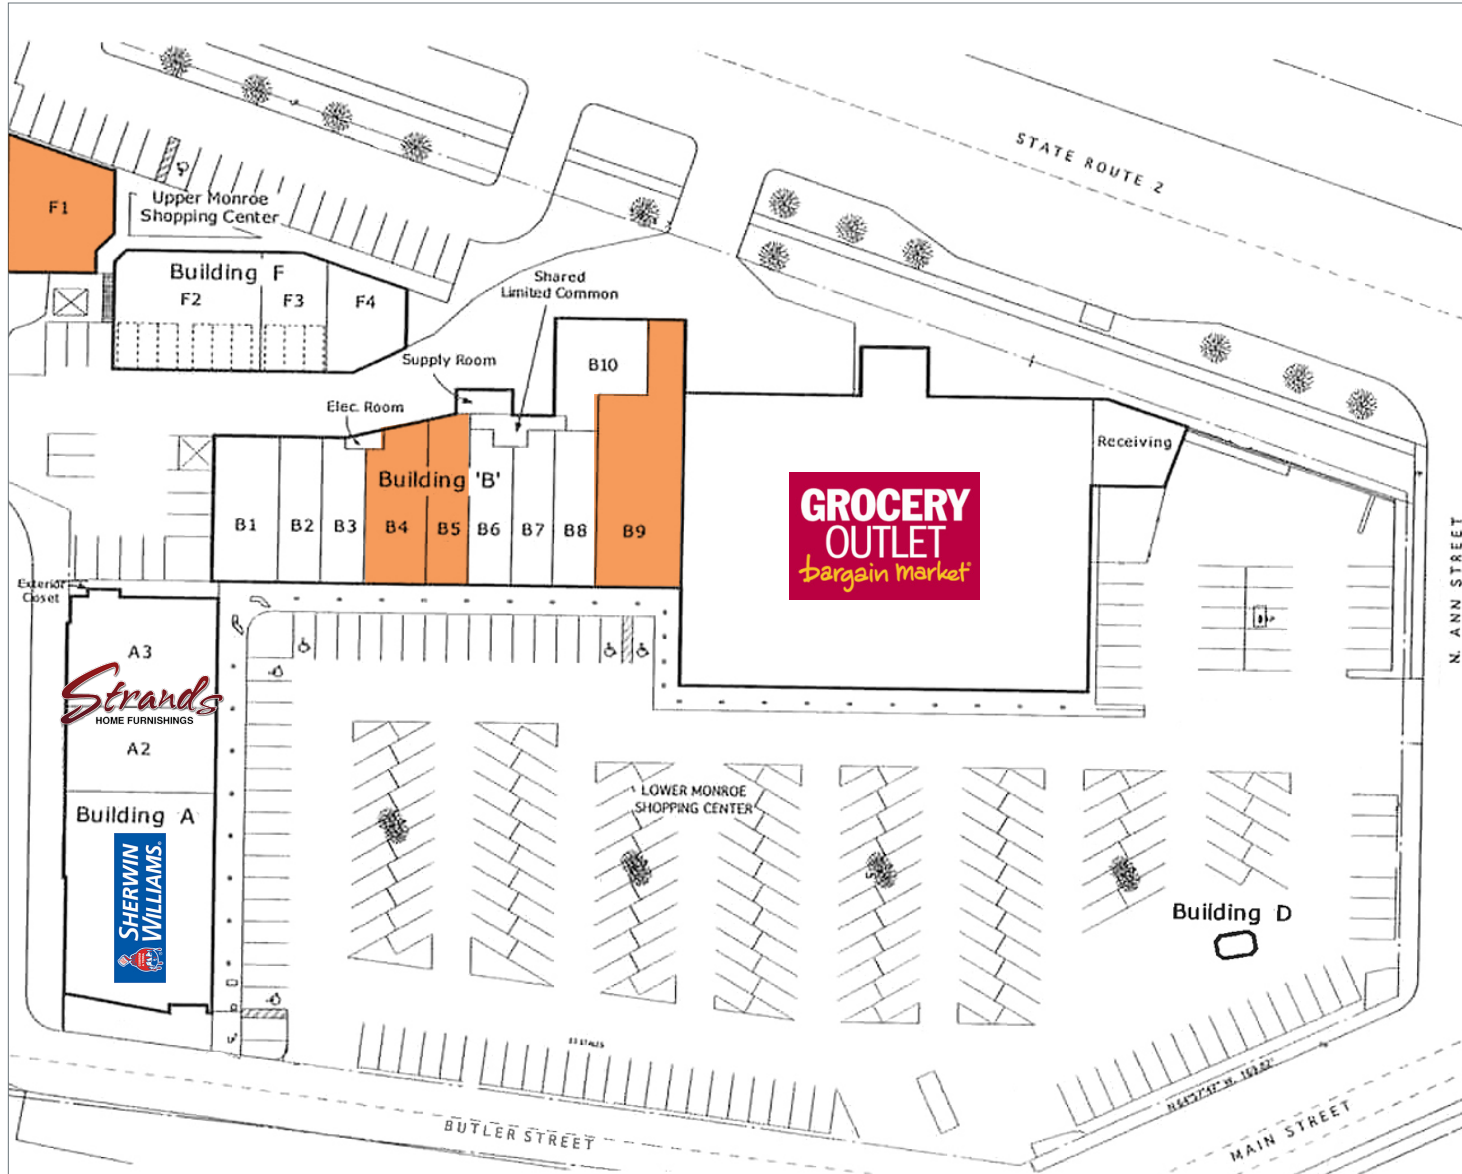 STATE ROUTE 2
F1
Upper Monroe
Shopping Center
Building F
F2
F3
F4
Shared
Limited Common
Supply Room
B10
Elec. Room
Receiving
Building 'B'
B1
B2
B3
B4
B5
B6
B7
B8
B9
GROCERY
OUTLET
bargain market
N. ANN STREET
Exterior
Closet
A3
Strands
HOME FURNISHINGS
A2
Building A
SHERWIN
WILLIAMS.
LOWER MONROE
SHOPPING CENTER
Building D
BUTLER STREET
MAIN STREET